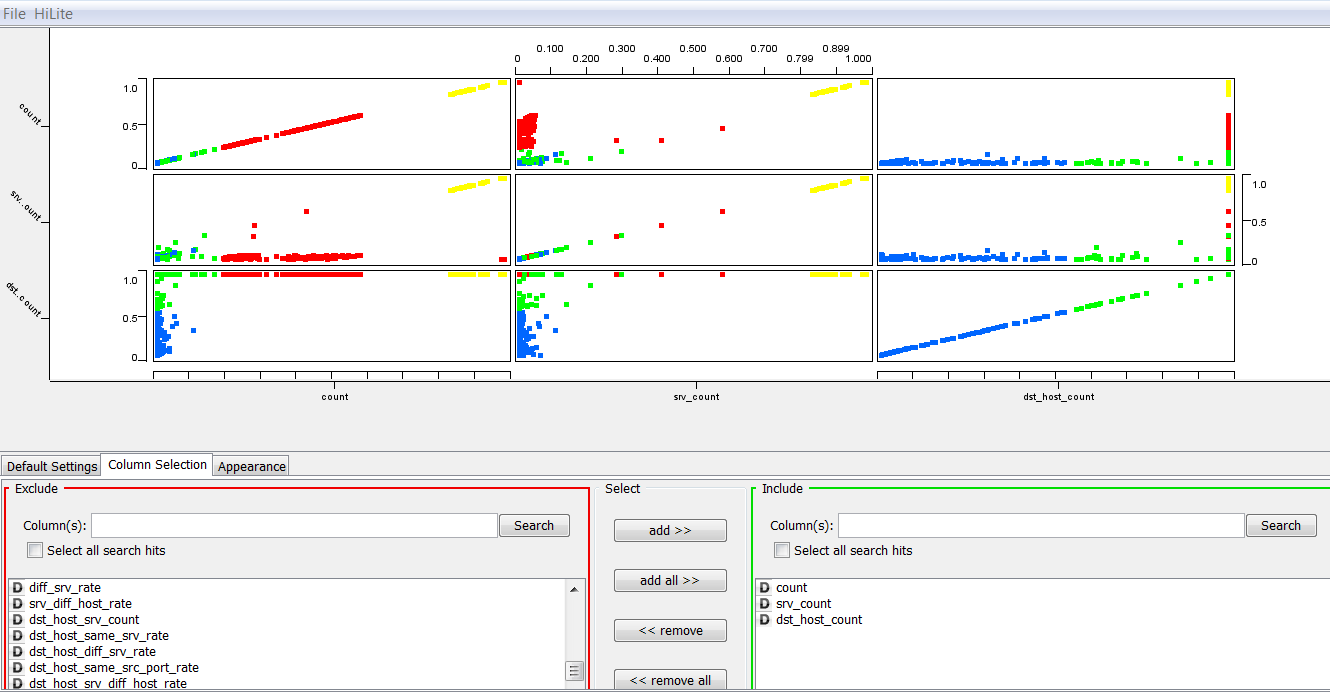 File HiLite
0.100 0.300 0.500 0.700 0.899
0 0.200 0.400 0.600 0.799 1.000
count
1.0
0.5
0
srv..ount
1.0
0.5
0
dst..c ount
1.0
0.5
0
count srv_count dst_host_count
Default Settings Column Selection Appearance
Exclude Select Include
Column(s): Search add >> Column(s): Search
Select all search hits Select all search hits
add all >>
D diff_srv_rate D count
D srv_diff_host_rate D srv_count
D dst_host_srv_count D dst_host_count
D dst_host_same_srv_rate << remove
D dst_host_diff_srv_rate
D dst_host_same_src_port_rate
D dst_host_srv_diff_host_rate << remove all